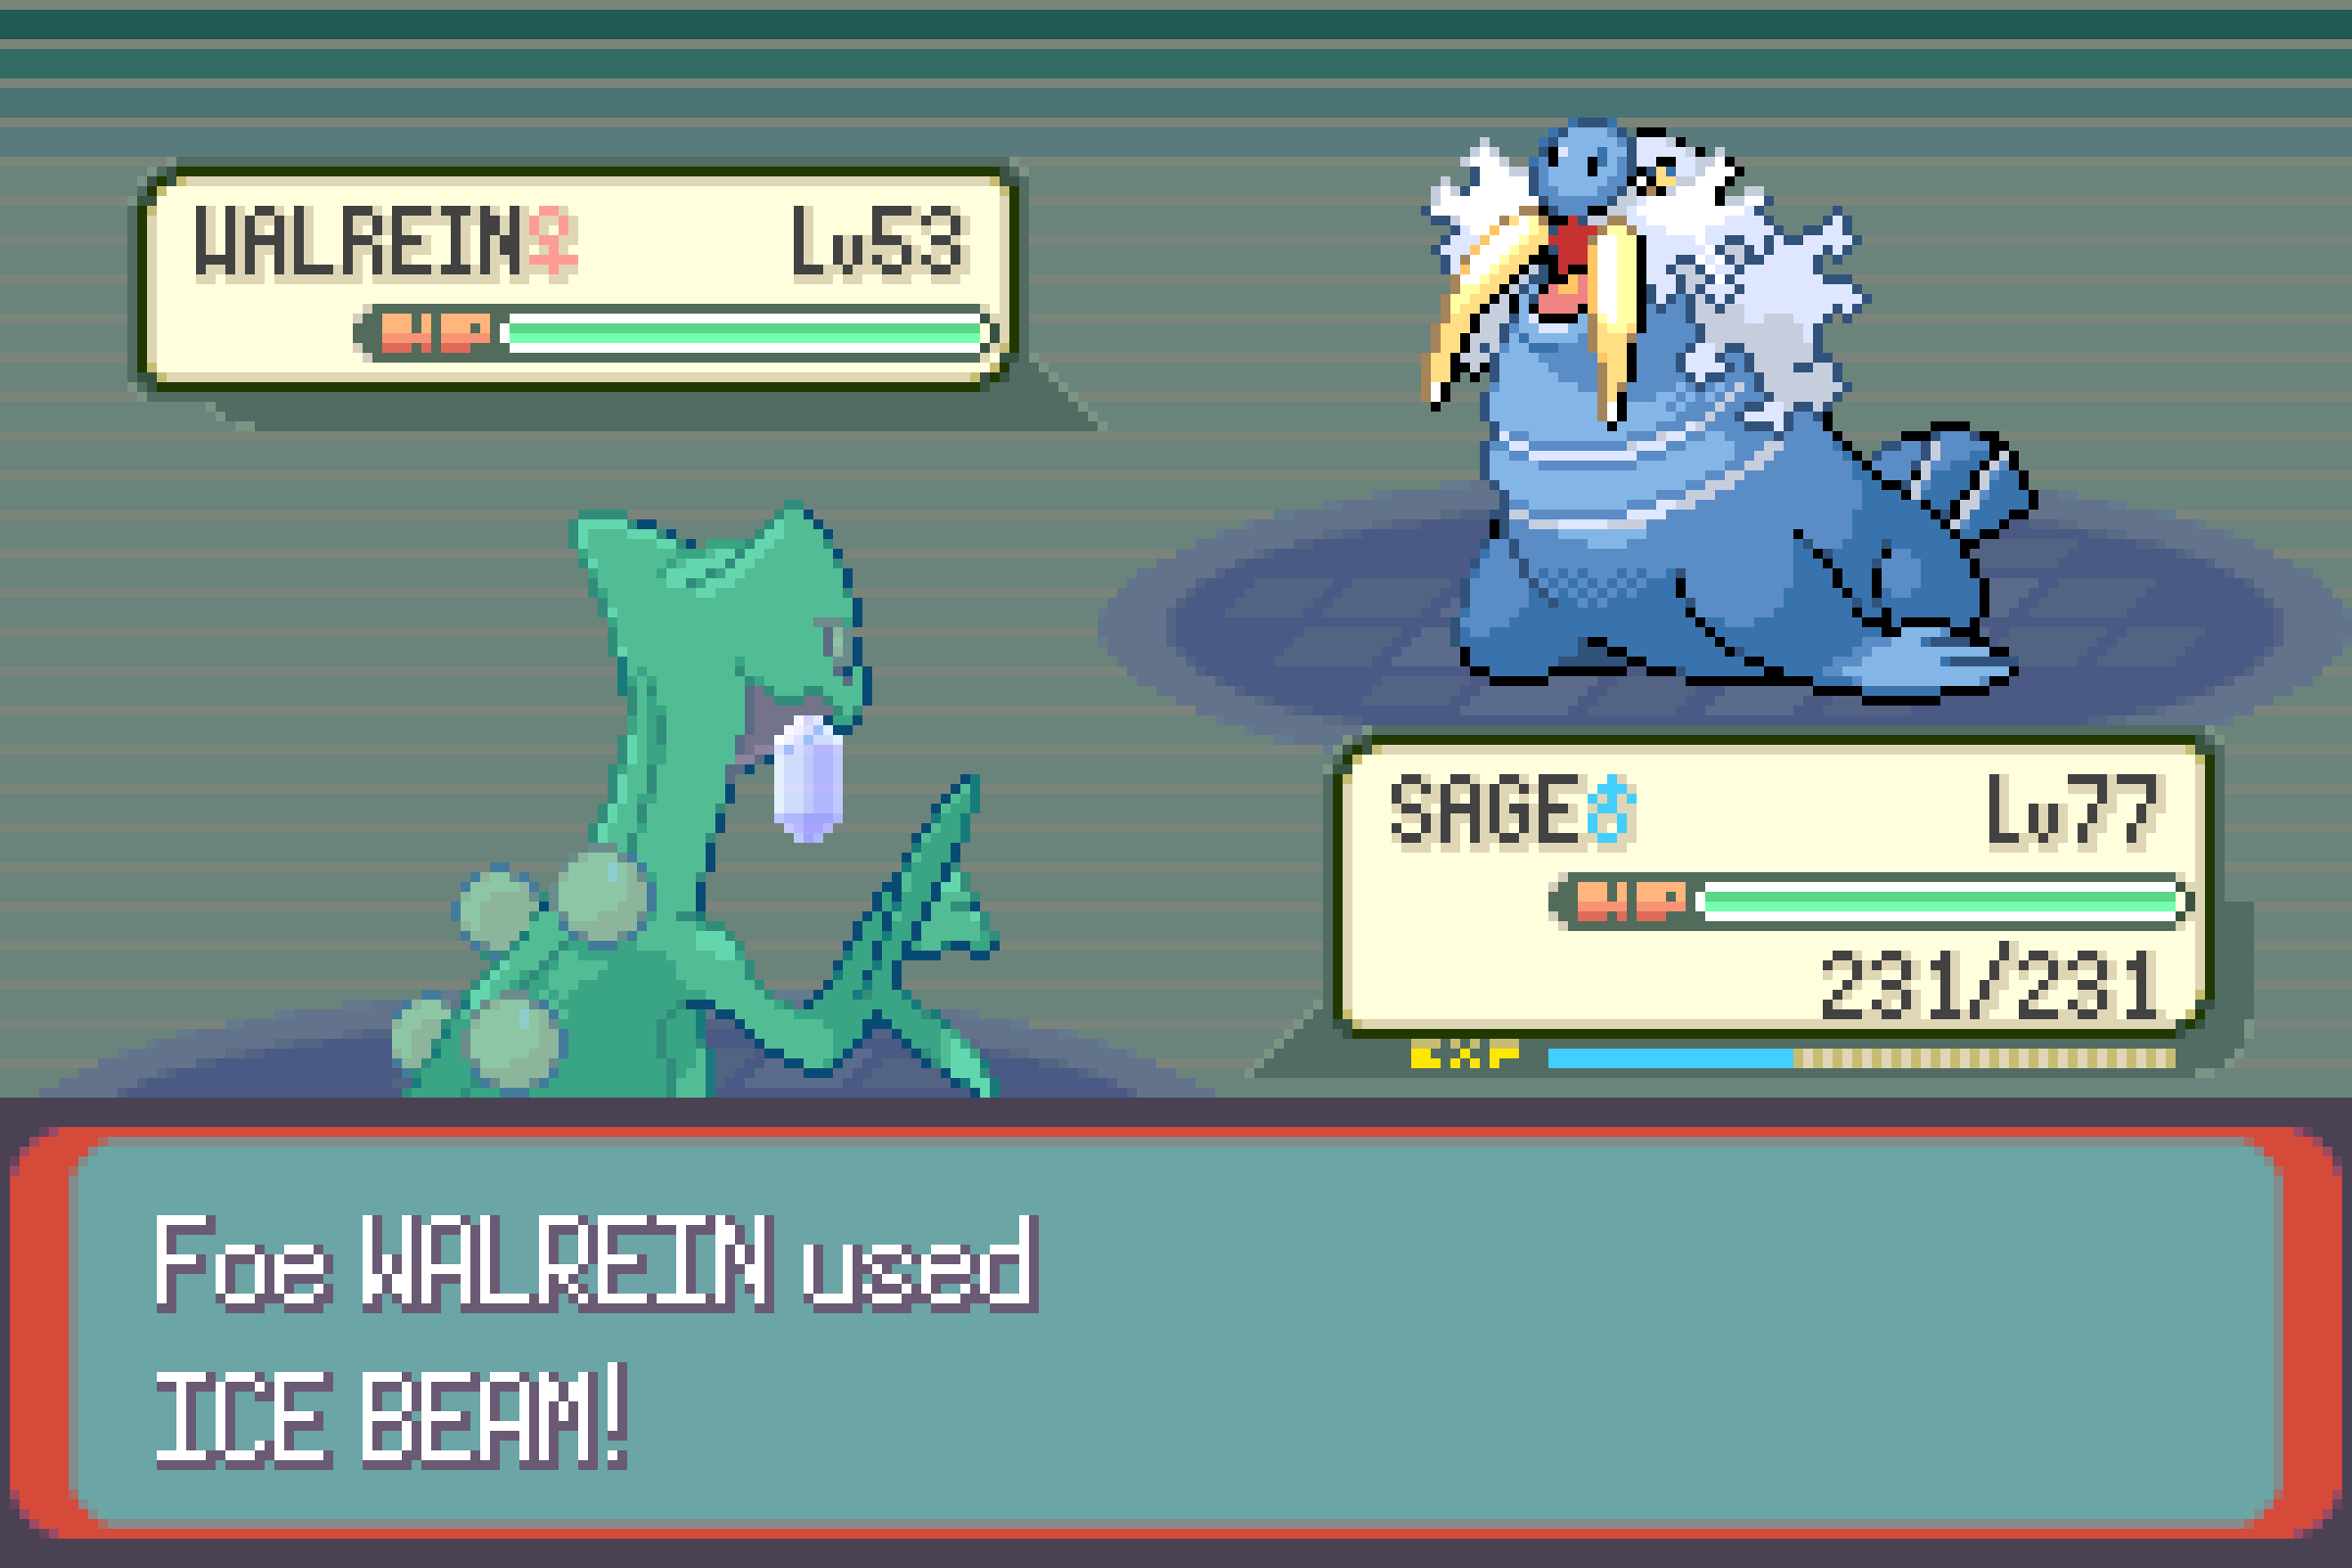 WALREIN♀ Lv53
HP
SAGE♂ Lv77
HP
231/231
EXP
Foe WALREIN used
ICE BEAM!